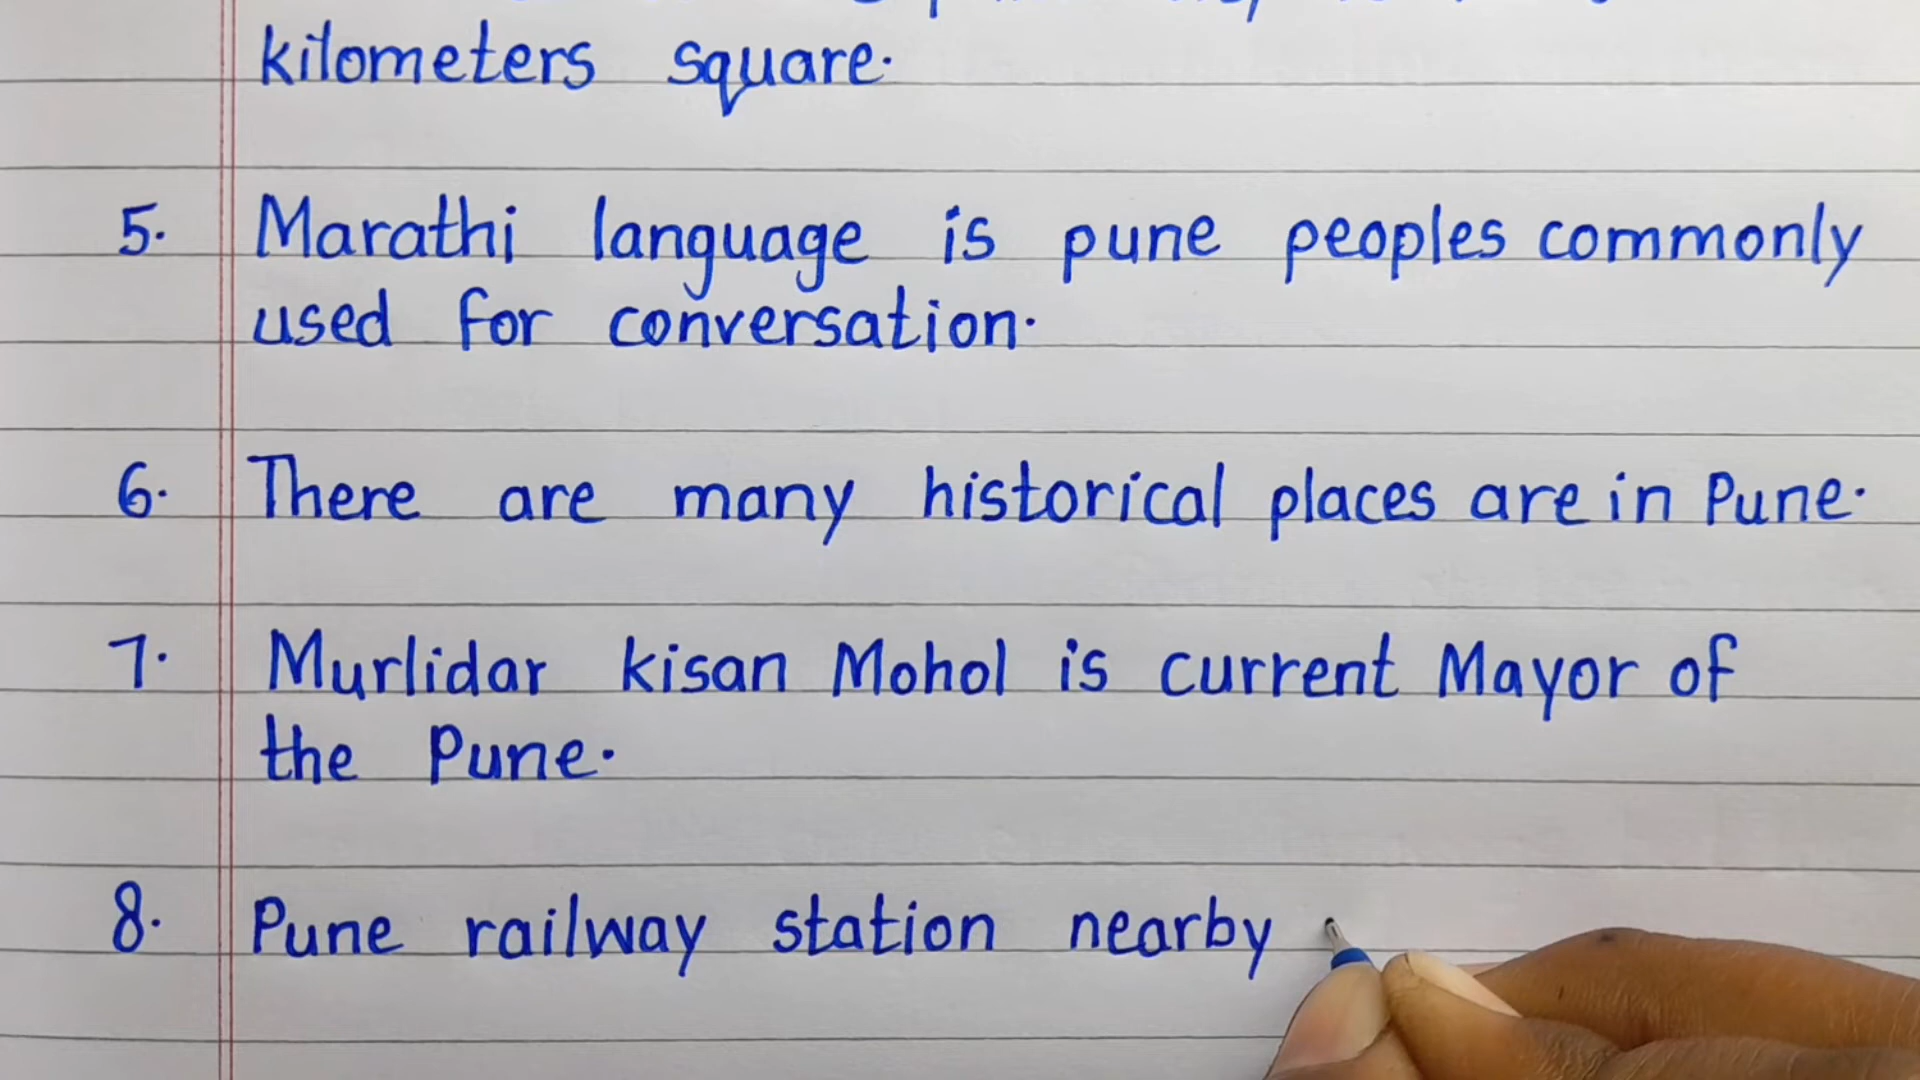 kilometers square.
5. Marathi language is pune peoples commonly
used for conversation.
6. There are many historical places are in Pune.
7. Murlidar kisan Mohol is current Mayor of
the Pune.
8. Pune railway station nearby